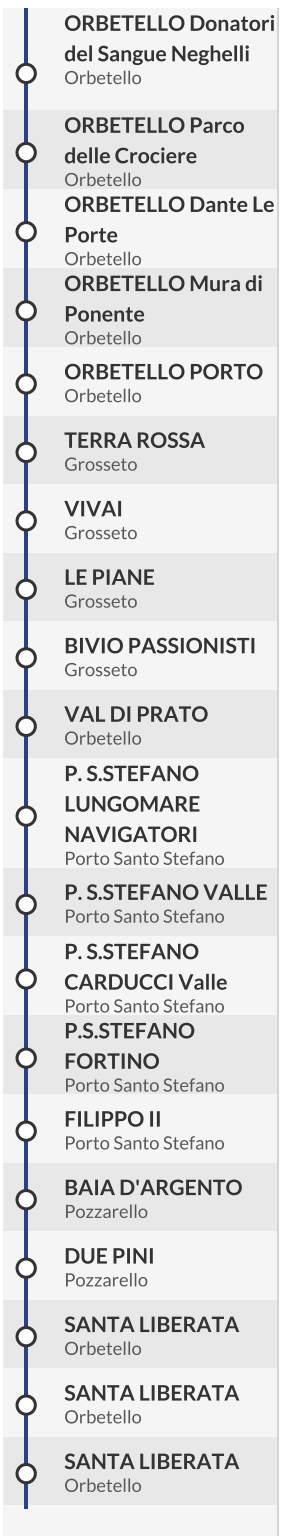 ORBETELLO Donatori
del Sangue Neghelli
Orbetello
ORBETELLO Parco
delle Crociere
Orbetello
ORBETELLO Dante Le
Porte
Orbetello
ORBETELLO Mura di
Ponente
Orbetello
ORBETELLO PORTO
Orbetello
TERRA ROSSA
Grosseto
VIVAI
Grosseto
LE PIANE
Grosseto
BIVIO PASSIONISTI
Grosseto
VAL DI PRATO
Orbetello
P. S.STEFANO
LUNGOMARE
NAVIGATORI
Porto Santo Stefano
P. S.STEFANO VALLE
Porto Santo Stefano
P. S.STEFANO
CARDUCCI Valle
Porto Santo Stefano
P.S.STEFANO
FORTINO
Porto Santo Stefano
FILIPPO II
Porto Santo Stefano
BAIA D'ARGENTO
Pozzarello
DUE PINI
Pozzarello
SANTA LIBERATA
Orbetello
SANTA LIBERATA
Orbetello
SANTA LIBERATA
Orbetello